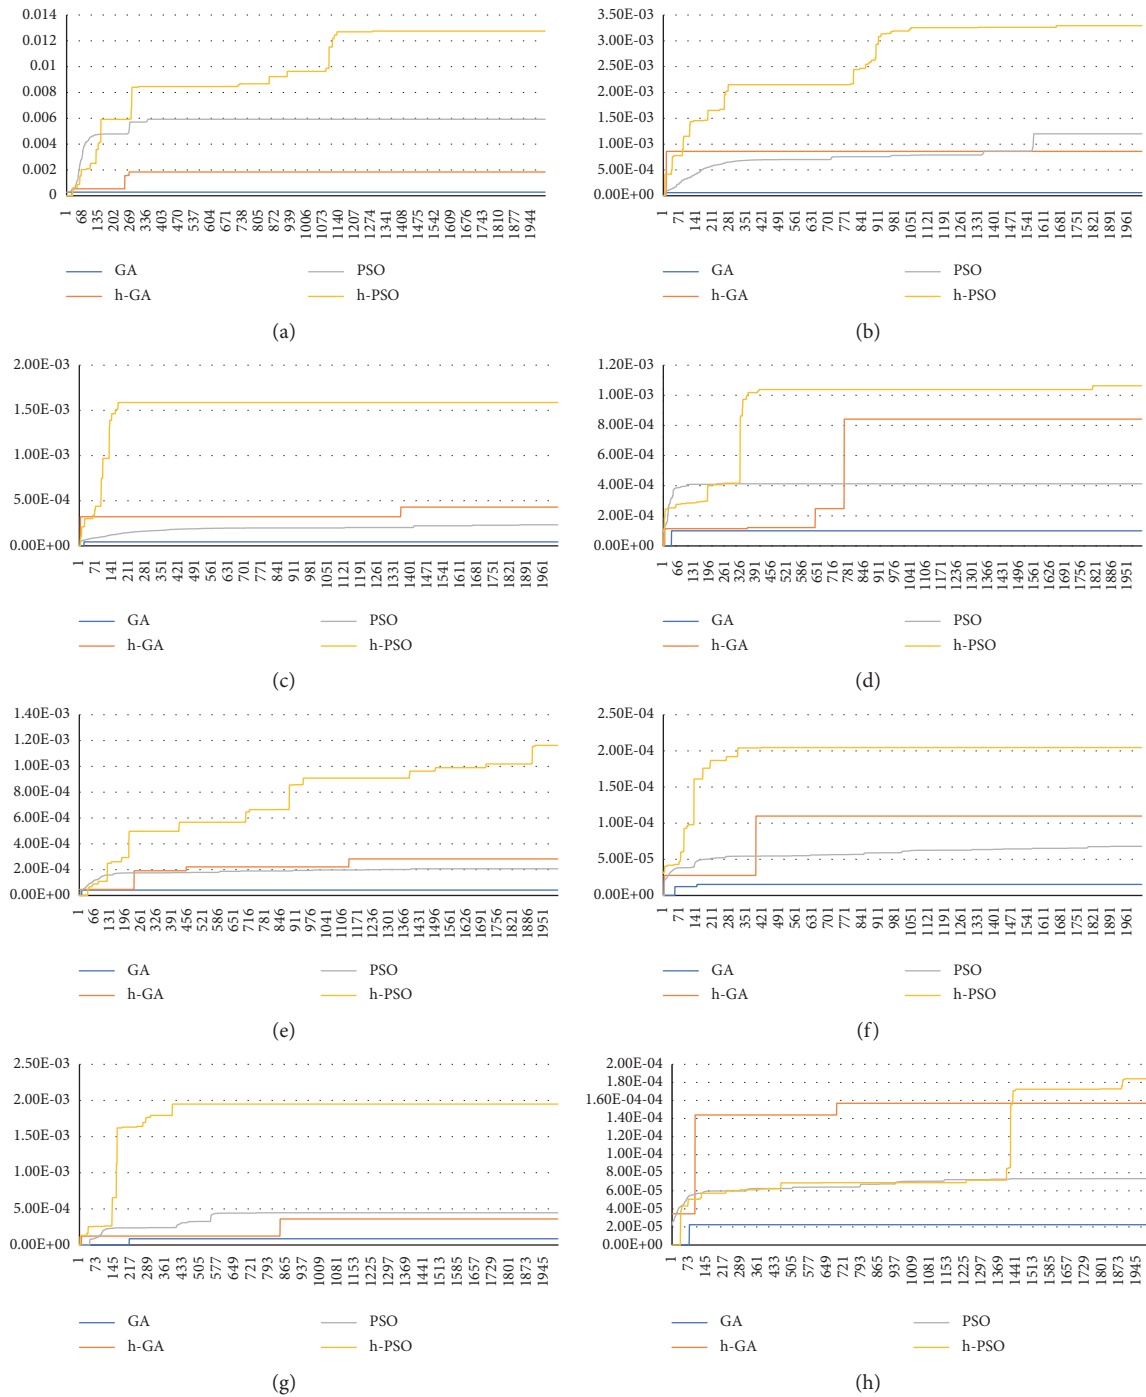 0.014
0.012
0.01
0.008
0.006
0.004
0.002
0
1 68 135 202 269 336 403 470 537 604 671 738 805 872 939 1006 1073 1140 1207 1274 1341 1408 1475 1542 1609 1676 1743 1810 1877 1944
GA PSO
h-GA h-PSO
(a)
3.50E-03
3.00E-03
2.50E-03
2.00E-03
1.50E-03
1.00E-03
5.00E-04
0.00E+00
1 71 141 211 281 351 421 491 561 631 701 771 841 911 981 1051 1121 1191 1261 1331 1401 1471 1541 1611 1681 1751 1821 1891 1961
GA PSO
h-GA h-PSO
(b)
2.00E-03
1.50E-03
1.00E-03
5.00E-04
0.00E+00
1 71 141 211 281 351 421 491 561 631 701 771 841 911 981 1051 1121 1191 1261 1331 1401 1471 1541 1611 1681 1751 1821 1891 1961
GA PSO
h-GA h-PSO
(c)
1.20E-03
1.00E-03
8.00E-04
6.00E-04
4.00E-04
2.00E-04
0.00E+00
1 66 131 196 261 326 391 456 521 586 651 716 781 846 911 976 1041 1106 1171 1236 1301 1366 1431 1496 1561 1626 1691 1756 1821 1886 1951
GA PSO
h-GA h-PSO
(d)
1.40E-03
1.20E-03
1.00E-03
8.00E-04
6.00E-04
4.00E-04
2.00E-04
0.00E+00
1 66 131 196 261 326 391 456 521 586 651 716 781 846 911 976 1041 1106 1171 1236 1301 1366 1431 1496 1561 1626 1691 1756 1821 1886 1951
GA PSO
h-GA h-PSO
(e)
2.50E-04
2.00E-04
1.50E-04
1.00E-04
5.00E-05
0.00E+00
1 71 141 211 281 351 421 491 561 631 701 771 841 911 981 1051 1121 1191 1261 1331 1401 1471 1541 1611 1681 1751 1821 1891 1961
GA PSO
h-GA h-PSO
(f)
2.50E-03
2.00E-03
1.50E-03
1.00E-03
5.00E-04
0.00E+00
1 73 145 217 289 361 433 505 577 649 721 793 865 937 1009 1081 1153 1225 1297 1369 1441 1513 1585 1657 1729 1801 1873 1945
GA PSO
h-GA h-PSO
(g)
2.00E-04
1.80E-04
1.60E-04-04
1.40E-04
1.20E-04
1.00E-04
8.00E-05
6.00E-05
4.00E-05
2.00E-05
0.00E+00
1 73 145 217 289 361 433 505 577 649 721 793 865 937 1009 1081 1153 1225 1297 1369 1441 1513 1585 1657 1729 1801 1873 1945
GA PSO
h-GA h-PSO
(h)